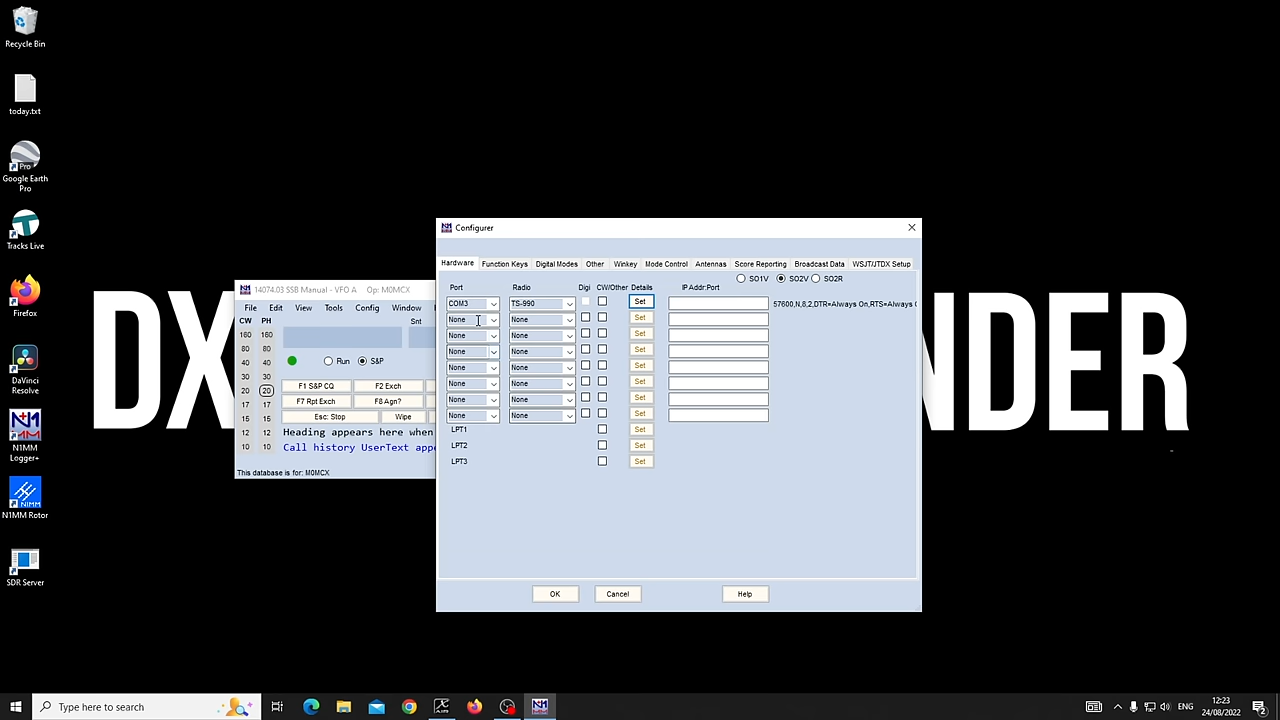 Recycle Bin
today.txt
Google Earth
Pro
Tracks Live
Firefox
DaVinci
Resolve
N1MM
Logger+
N1MM Rotor
SDR Server
DX
NDER
14074.03 SSB Manual - VFO A Op: M0MCX
File Edit View Tools Config Window
CW PH Snt
160 160
80 80
40 40
20 20
17 17
15 15
12 12
10 10
Run S&P
F1 S&P CQ F2 Exch
F7 Rpt Exch F8 Agn?
Esc: Stop Wipe
Heading appears here when
Call history UserText appe
This database is for: M0MCX
Configurer
Hardware Function Keys Digital Modes Other Winkey Mode Control Antennas Score Reporting Broadcast Data WSJT/JTDX Setup
SO1V SO2V SO2R
Port Radio Digi CW/Other Details IP Addr:Port
COM3 TS-990 Set 57600,N,8,2,DTR=Always On,RTS=Always
None None Set
None None Set
None None Set
None None Set
None None Set
None None Set
None None Set
LPT1 Set
LPT2 Set
LPT3 Set
OK Cancel Help
Type here to search
ENG
12:23
24/08/2022
2